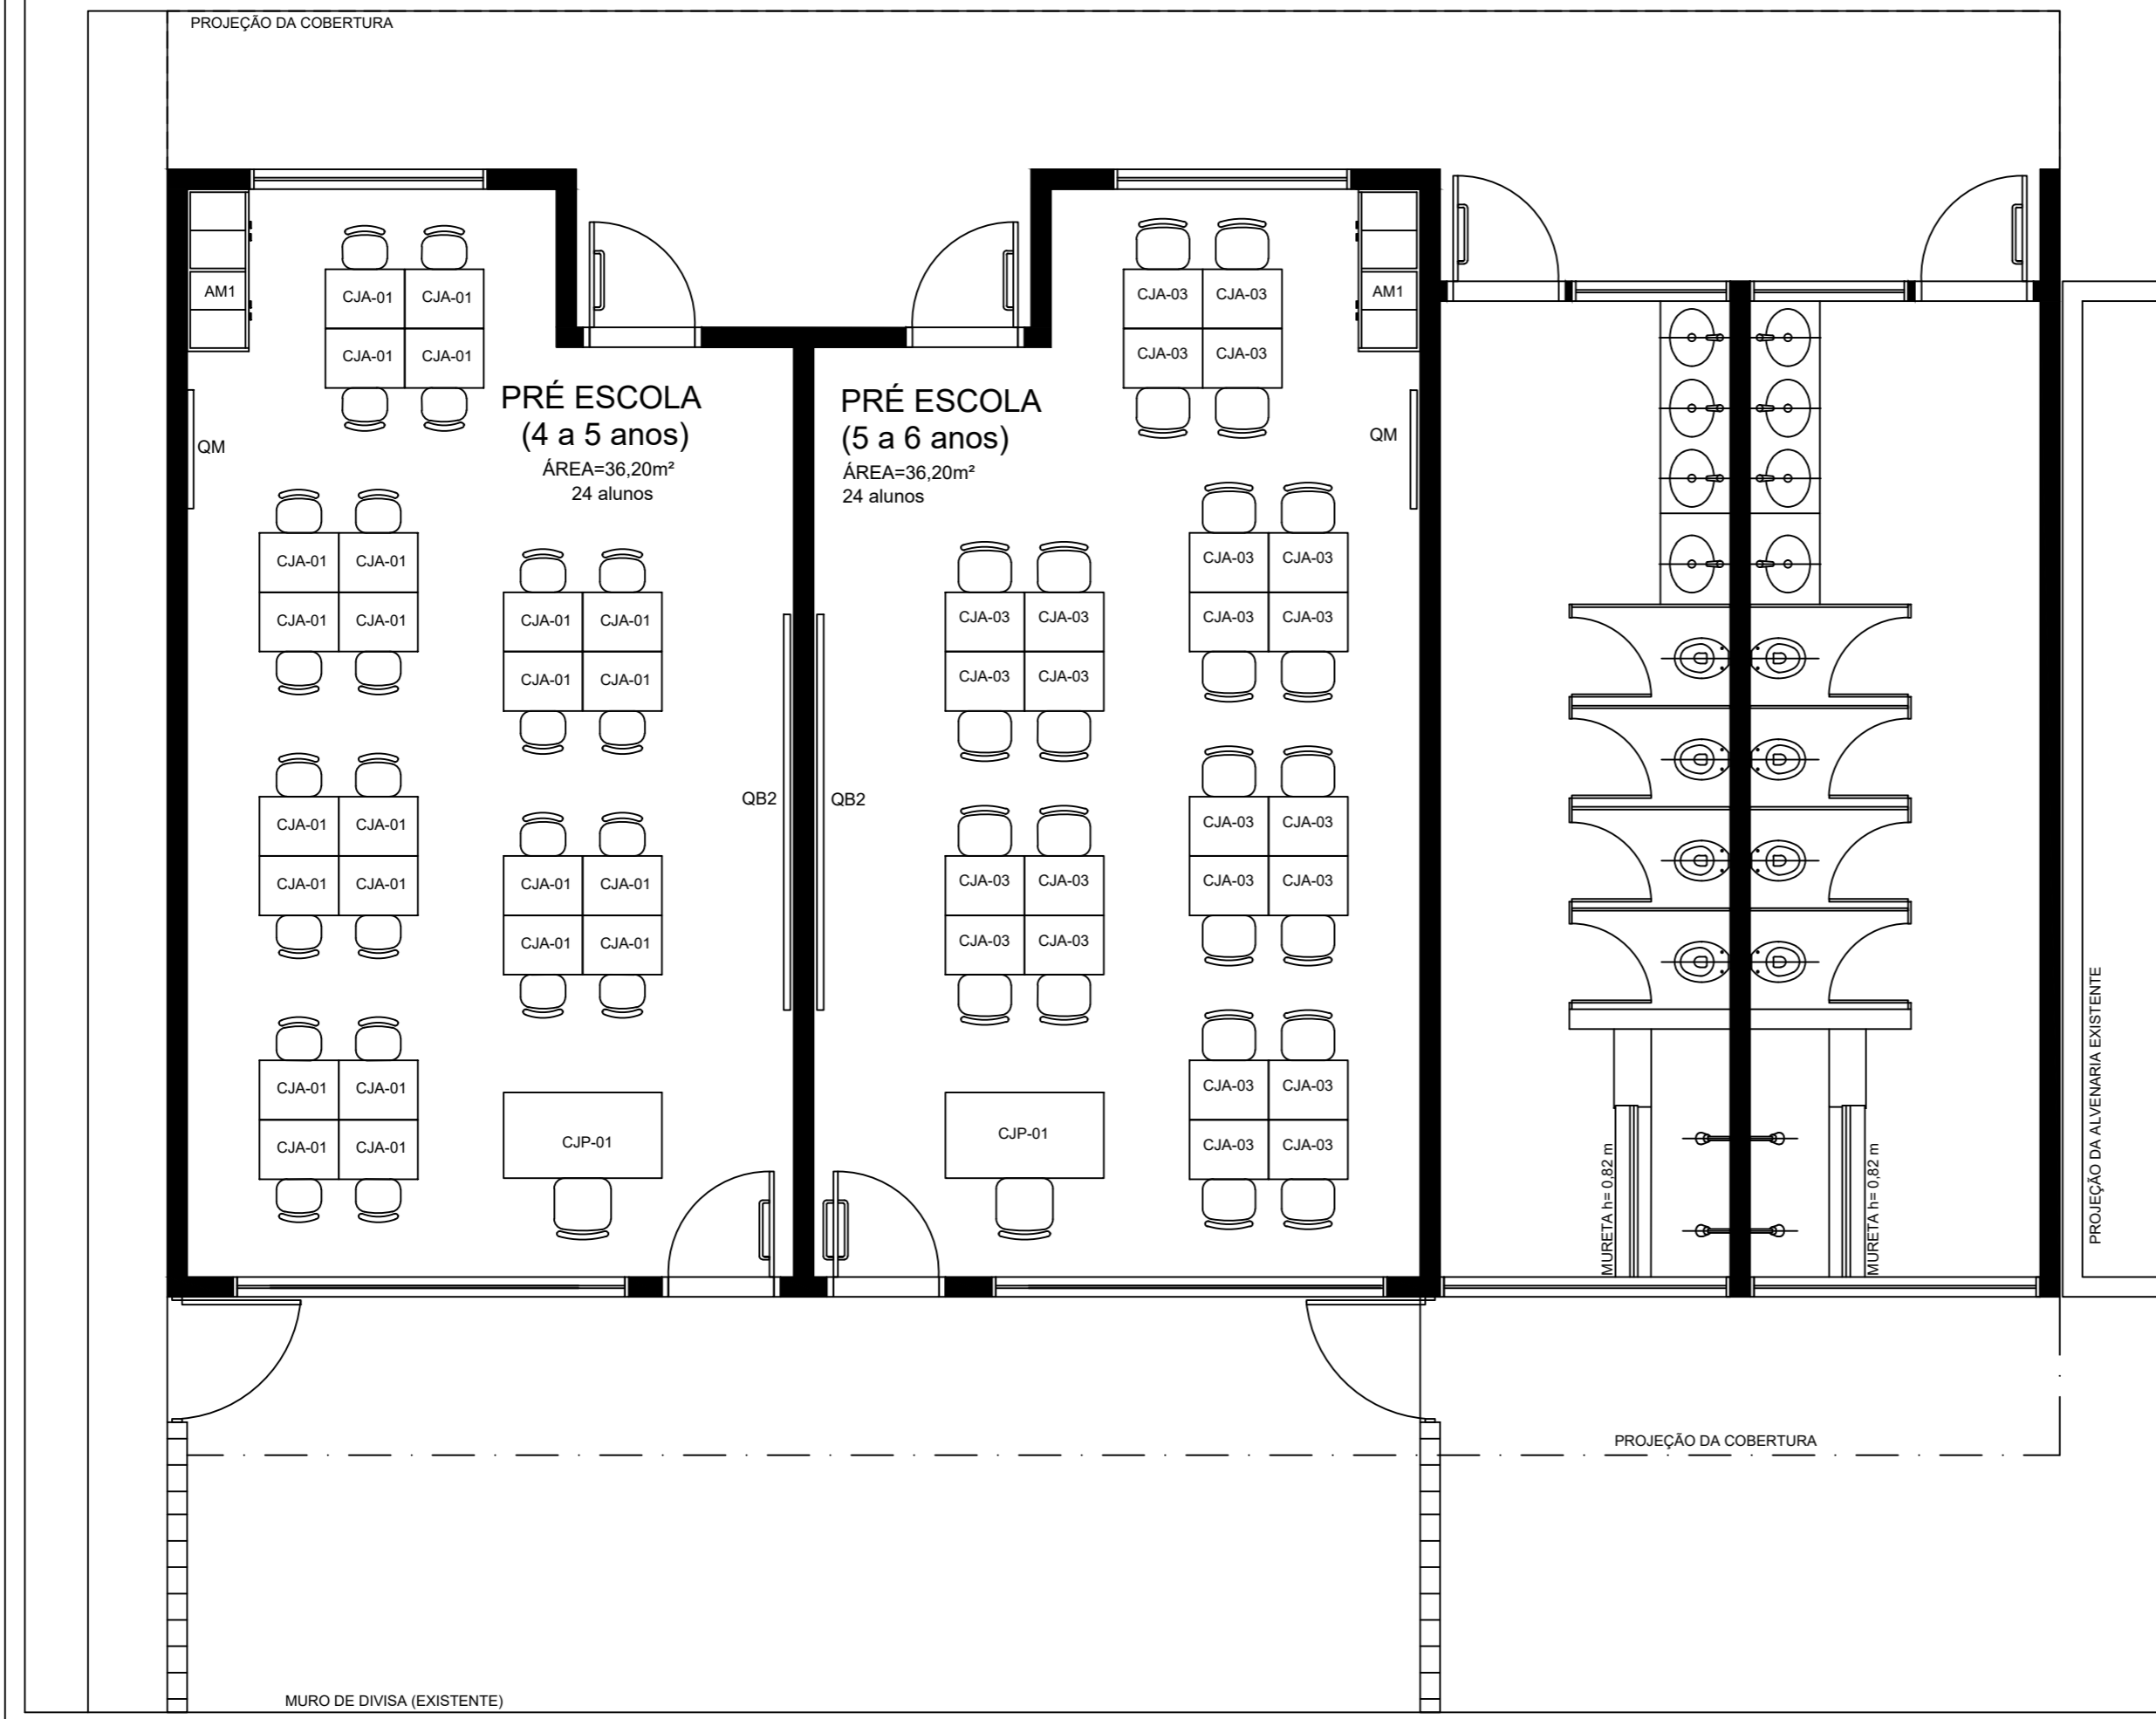 PROJEÇÃO DA COBERTURA
AM1
CJA-01 CJA-01
CJA-01 CJA-01
QM
PRÉ ESCOLA
(4 a 5 anos)
ÁREA=36,20m²
24 alunos
CJA-01 CJA-01
CJA-01 CJA-01
CJA-01 CJA-01
CJA-01 CJA-01
CJA-01 CJA-01
CJA-01 CJA-01
CJA-01 CJA-01
CJA-01 CJA-01
CJA-01 CJA-01
CJA-01 CJA-01
CJP-01
QB2
PRÉ ESCOLA
(5 a 6 anos)
ÁREA=36,20m²
24 alunos
CJA-03 CJA-03
CJA-03 CJA-03
AM1
QM
CJA-03 CJA-03
CJA-03 CJA-03
CJA-03 CJA-03
CJA-03 CJA-03
QB2
CJA-03 CJA-03
CJA-03 CJA-03
CJA-03 CJA-03
CJA-03 CJA-03
CJA-03 CJA-03
CJA-03 CJA-03
CJP-01
MURETA h= 0,82 m
MURETA h= 0,82 m
PROJEÇÃO DA ALVENARIA EXISTENTE
PROJEÇÃO DA COBERTURA
MURO DE DIVISA (EXISTENTE)